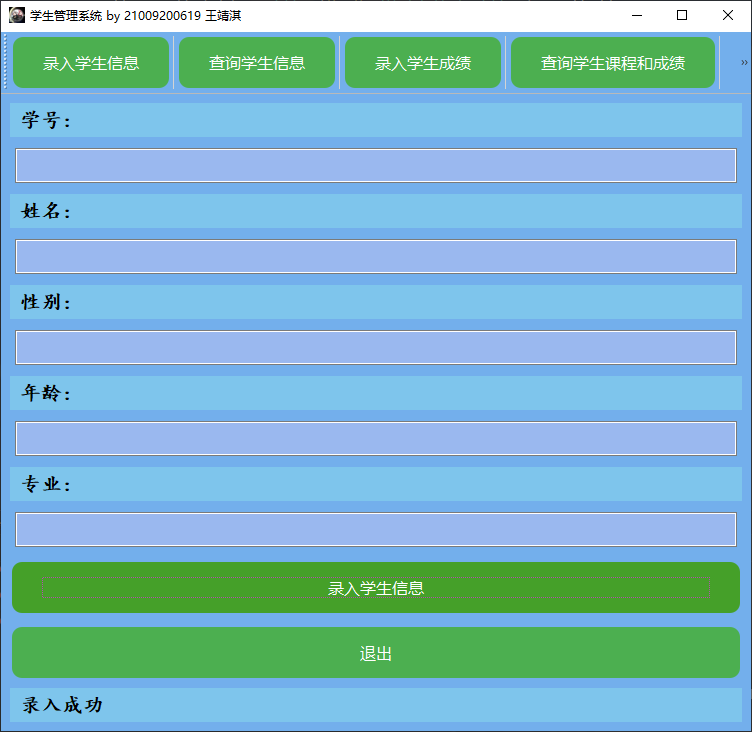 学生管理系统 by 21009200619 王靖淇
录入学生信息 查询学生信息 录入学生成绩 查询学生课程和成绩 »
学号:
姓名:
性别:
年龄:
专业:
录入学生信息
退出
录入成功